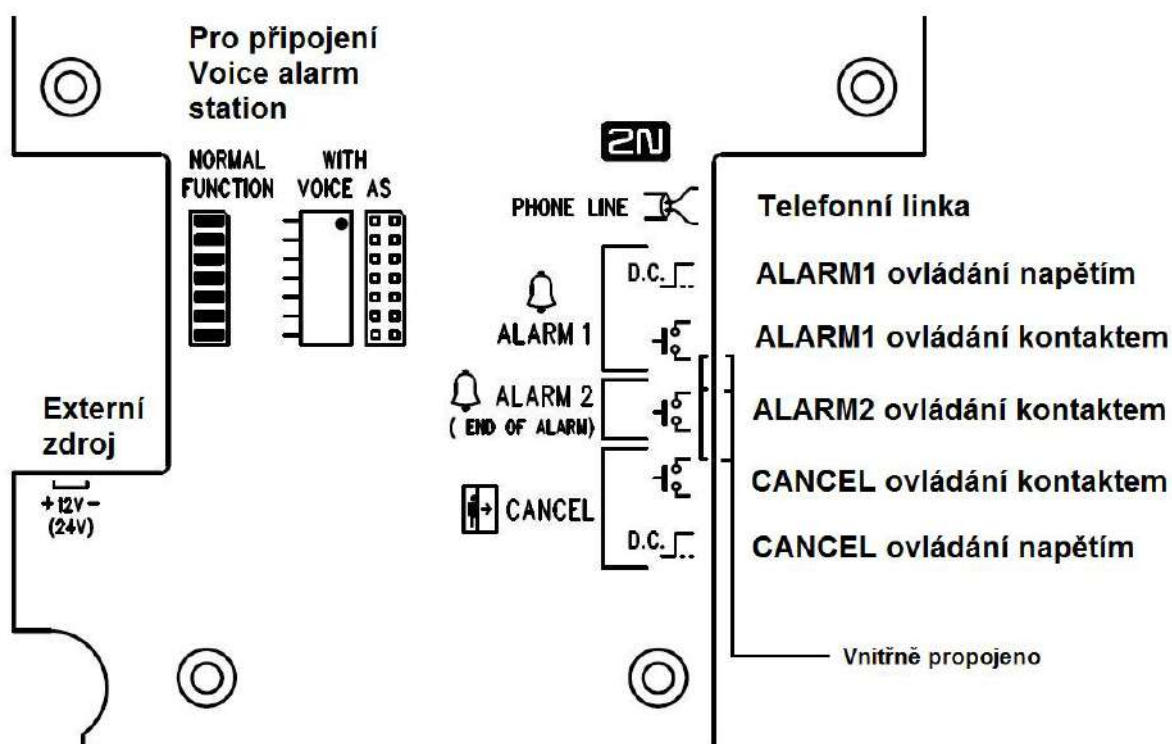 Pro připojení
Voice alarm
station
2N
NORMAL
FUNCTION
WITH
VOICE AS
PHONE LINE
Telefonní linka
D.C.
ALARM1 ovládání napětím
ALARM 1
ALARM1 ovládání kontaktem
ALARM 2
( END OF ALARM)
ALARM2 ovládání kontaktem
Externí
zdroj
+ 12V -
(24V)
CANCEL
CANCEL ovládání kontaktem
D.C.
CANCEL ovládání napětím
Vnitřně propojeno